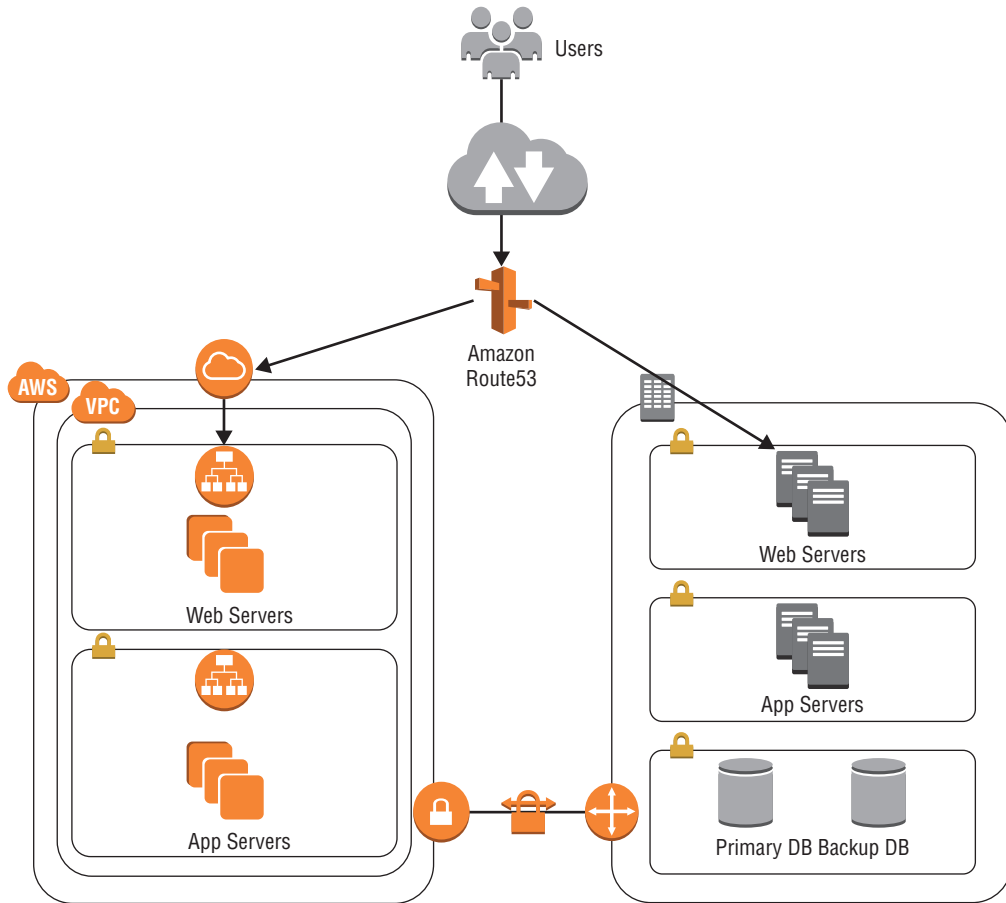 Users
Amazon
Route53
AWS
VPC
Web Servers
App Servers
Web Servers
App Servers
Primary DB Backup DB